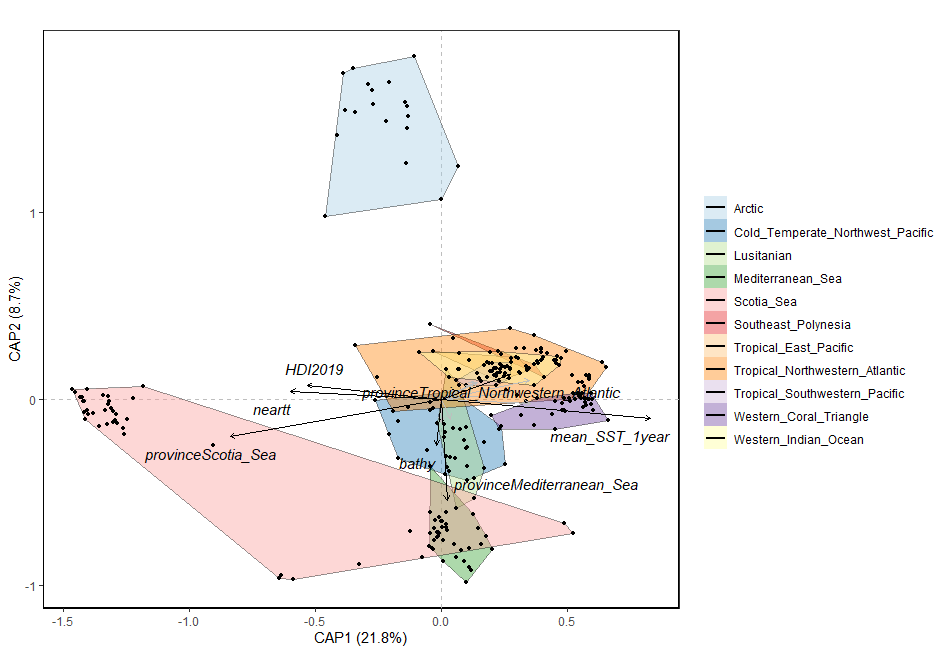 Arctic
Cold_Temperate_Northwest_Pacific
Lusitanian
Mediterranean_Sea
Scotia_Sea
Southeast_Polynesia
Tropical_East_Pacific
Tropical_Northwestern_Atlantic
Tropical_Southwestern_Pacific
Western_Coral_Triangle
Western_Indian_Ocean
CAP2 (8.7%)
1
0
-1
HDI2019
provinceTropical_Northwestern_Atlantic
neartt
mean_SST_1year
provinceScotia_Sea
bathy
provinceMediterranean_Sea
-1.5
-1.0
-0.5
0.0
0.5
CAP1 (21.8%)